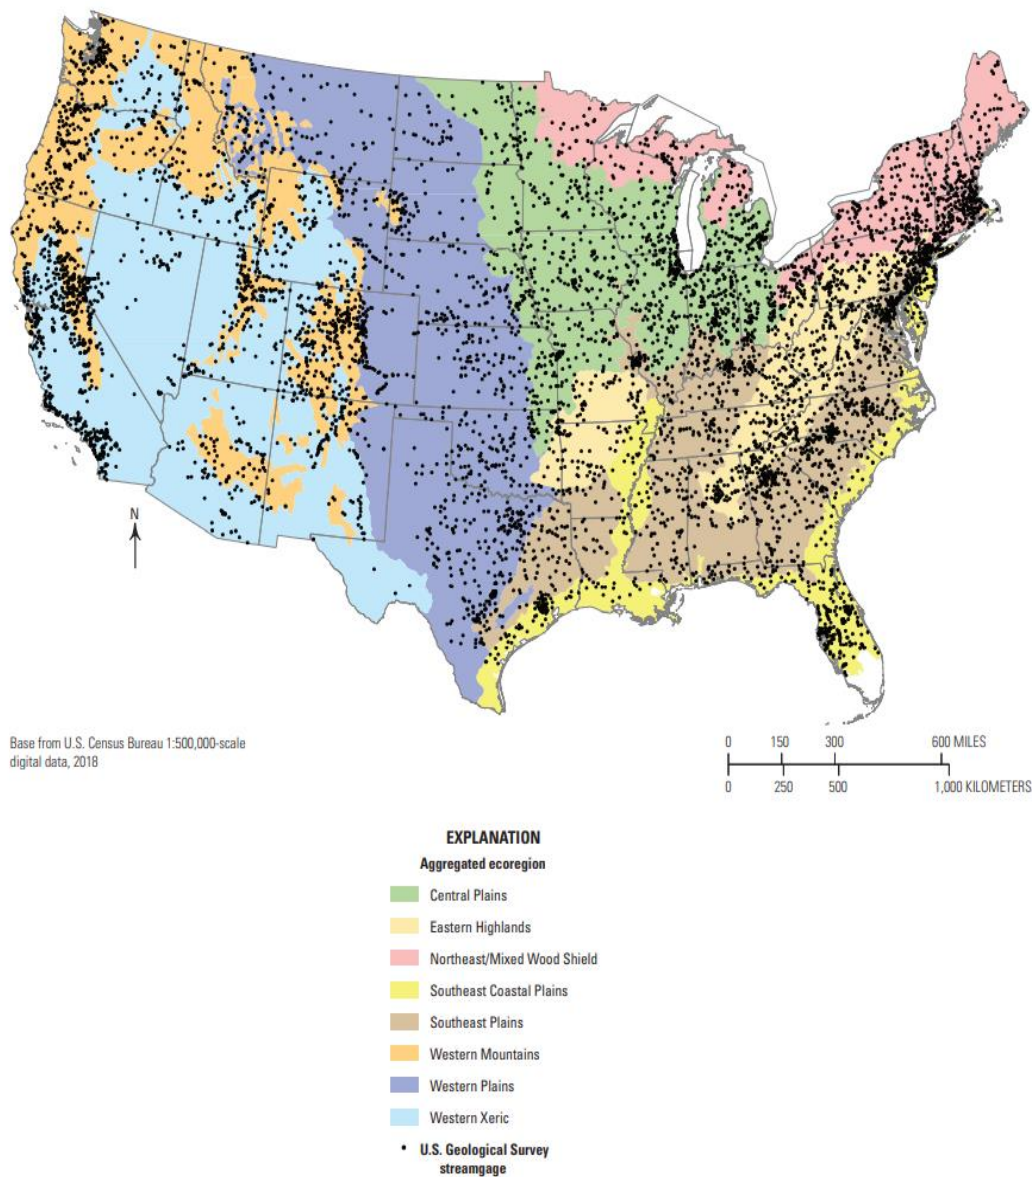 N
Base from U.S. Census Bureau 1:500,000-scale
digital data, 2018
0 150 300 600 MILES
0 250 500 1,000 KILOMETERS
EXPLANATION
Aggregated ecoregion
Central Plains
Eastern Highlands
Northeast/Mixed Wood Shield
Southeast Coastal Plains
Southeast Plains
Western Mountains
Western Plains
Western Xeric
U.S. Geological Survey
streamgage